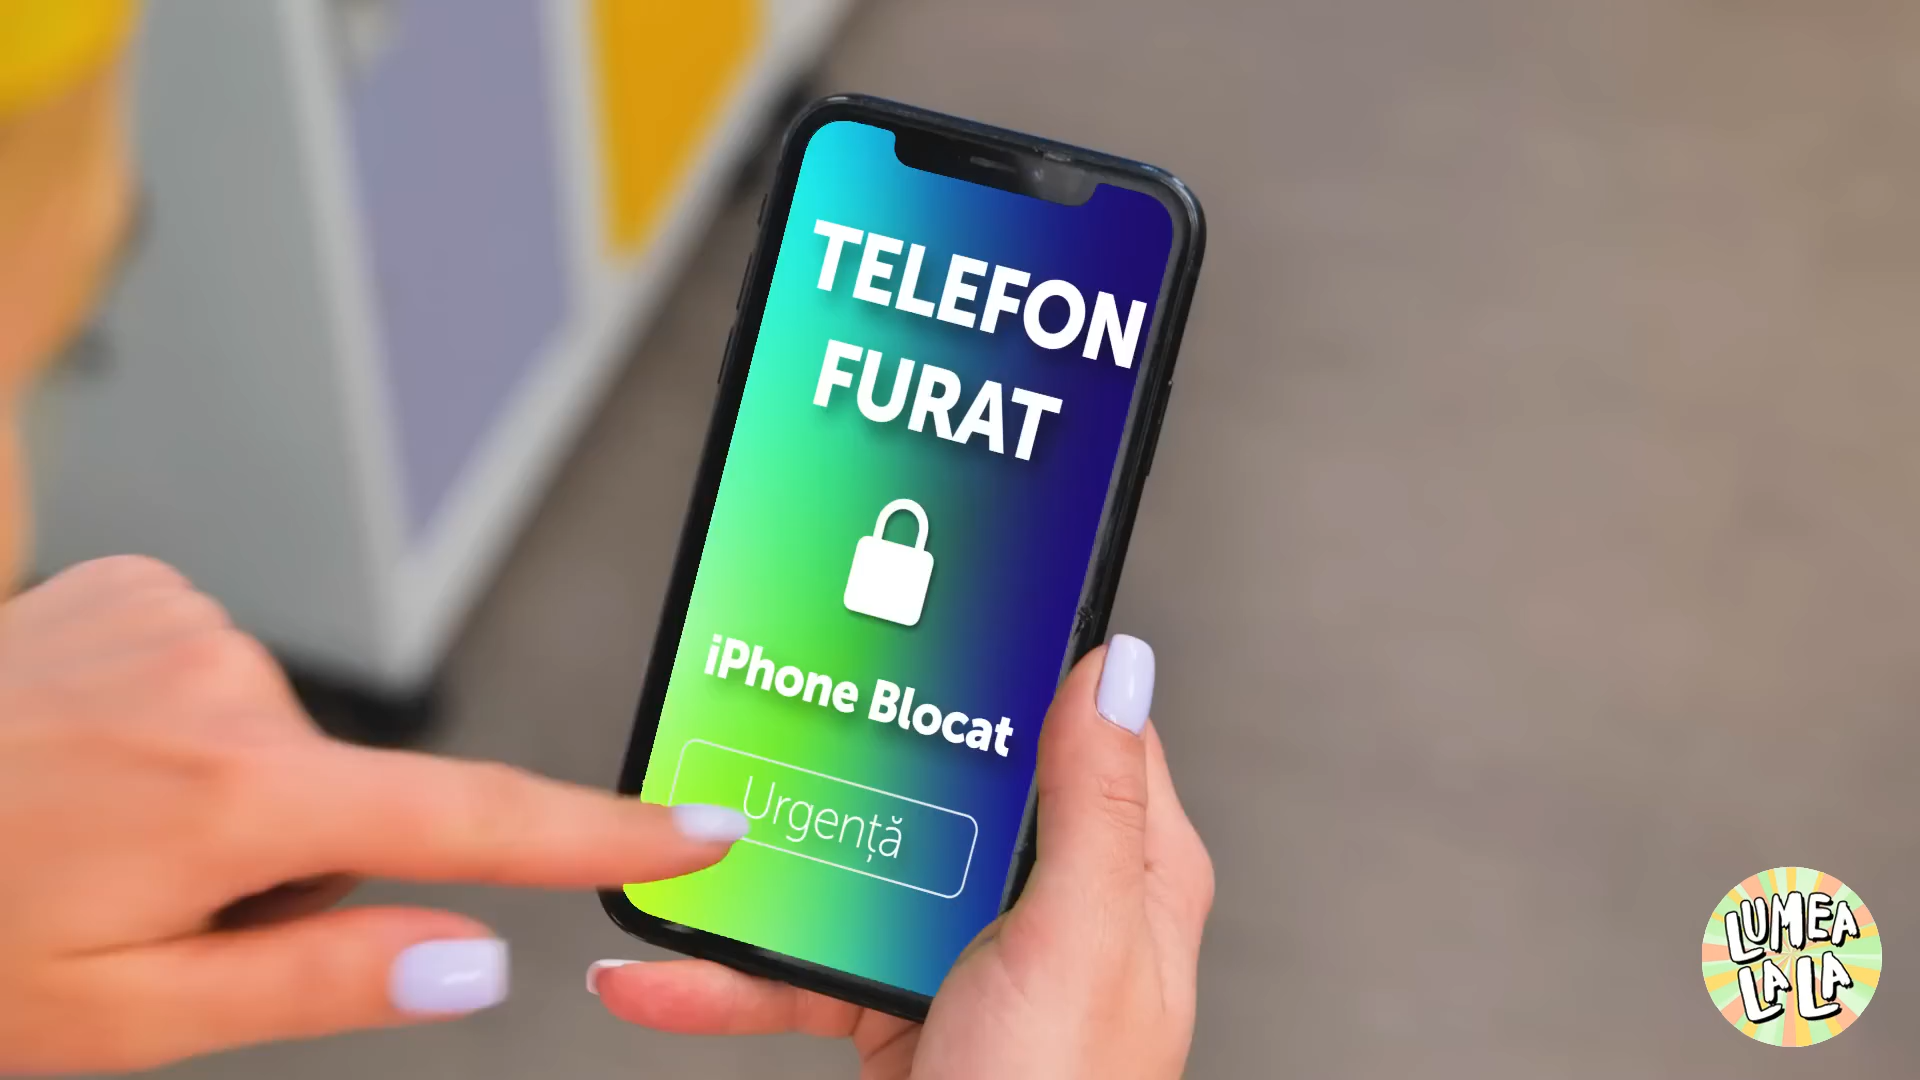 TELEFON
FURAT
iPhone Blocat
Urgență
LUMEA
LA LA